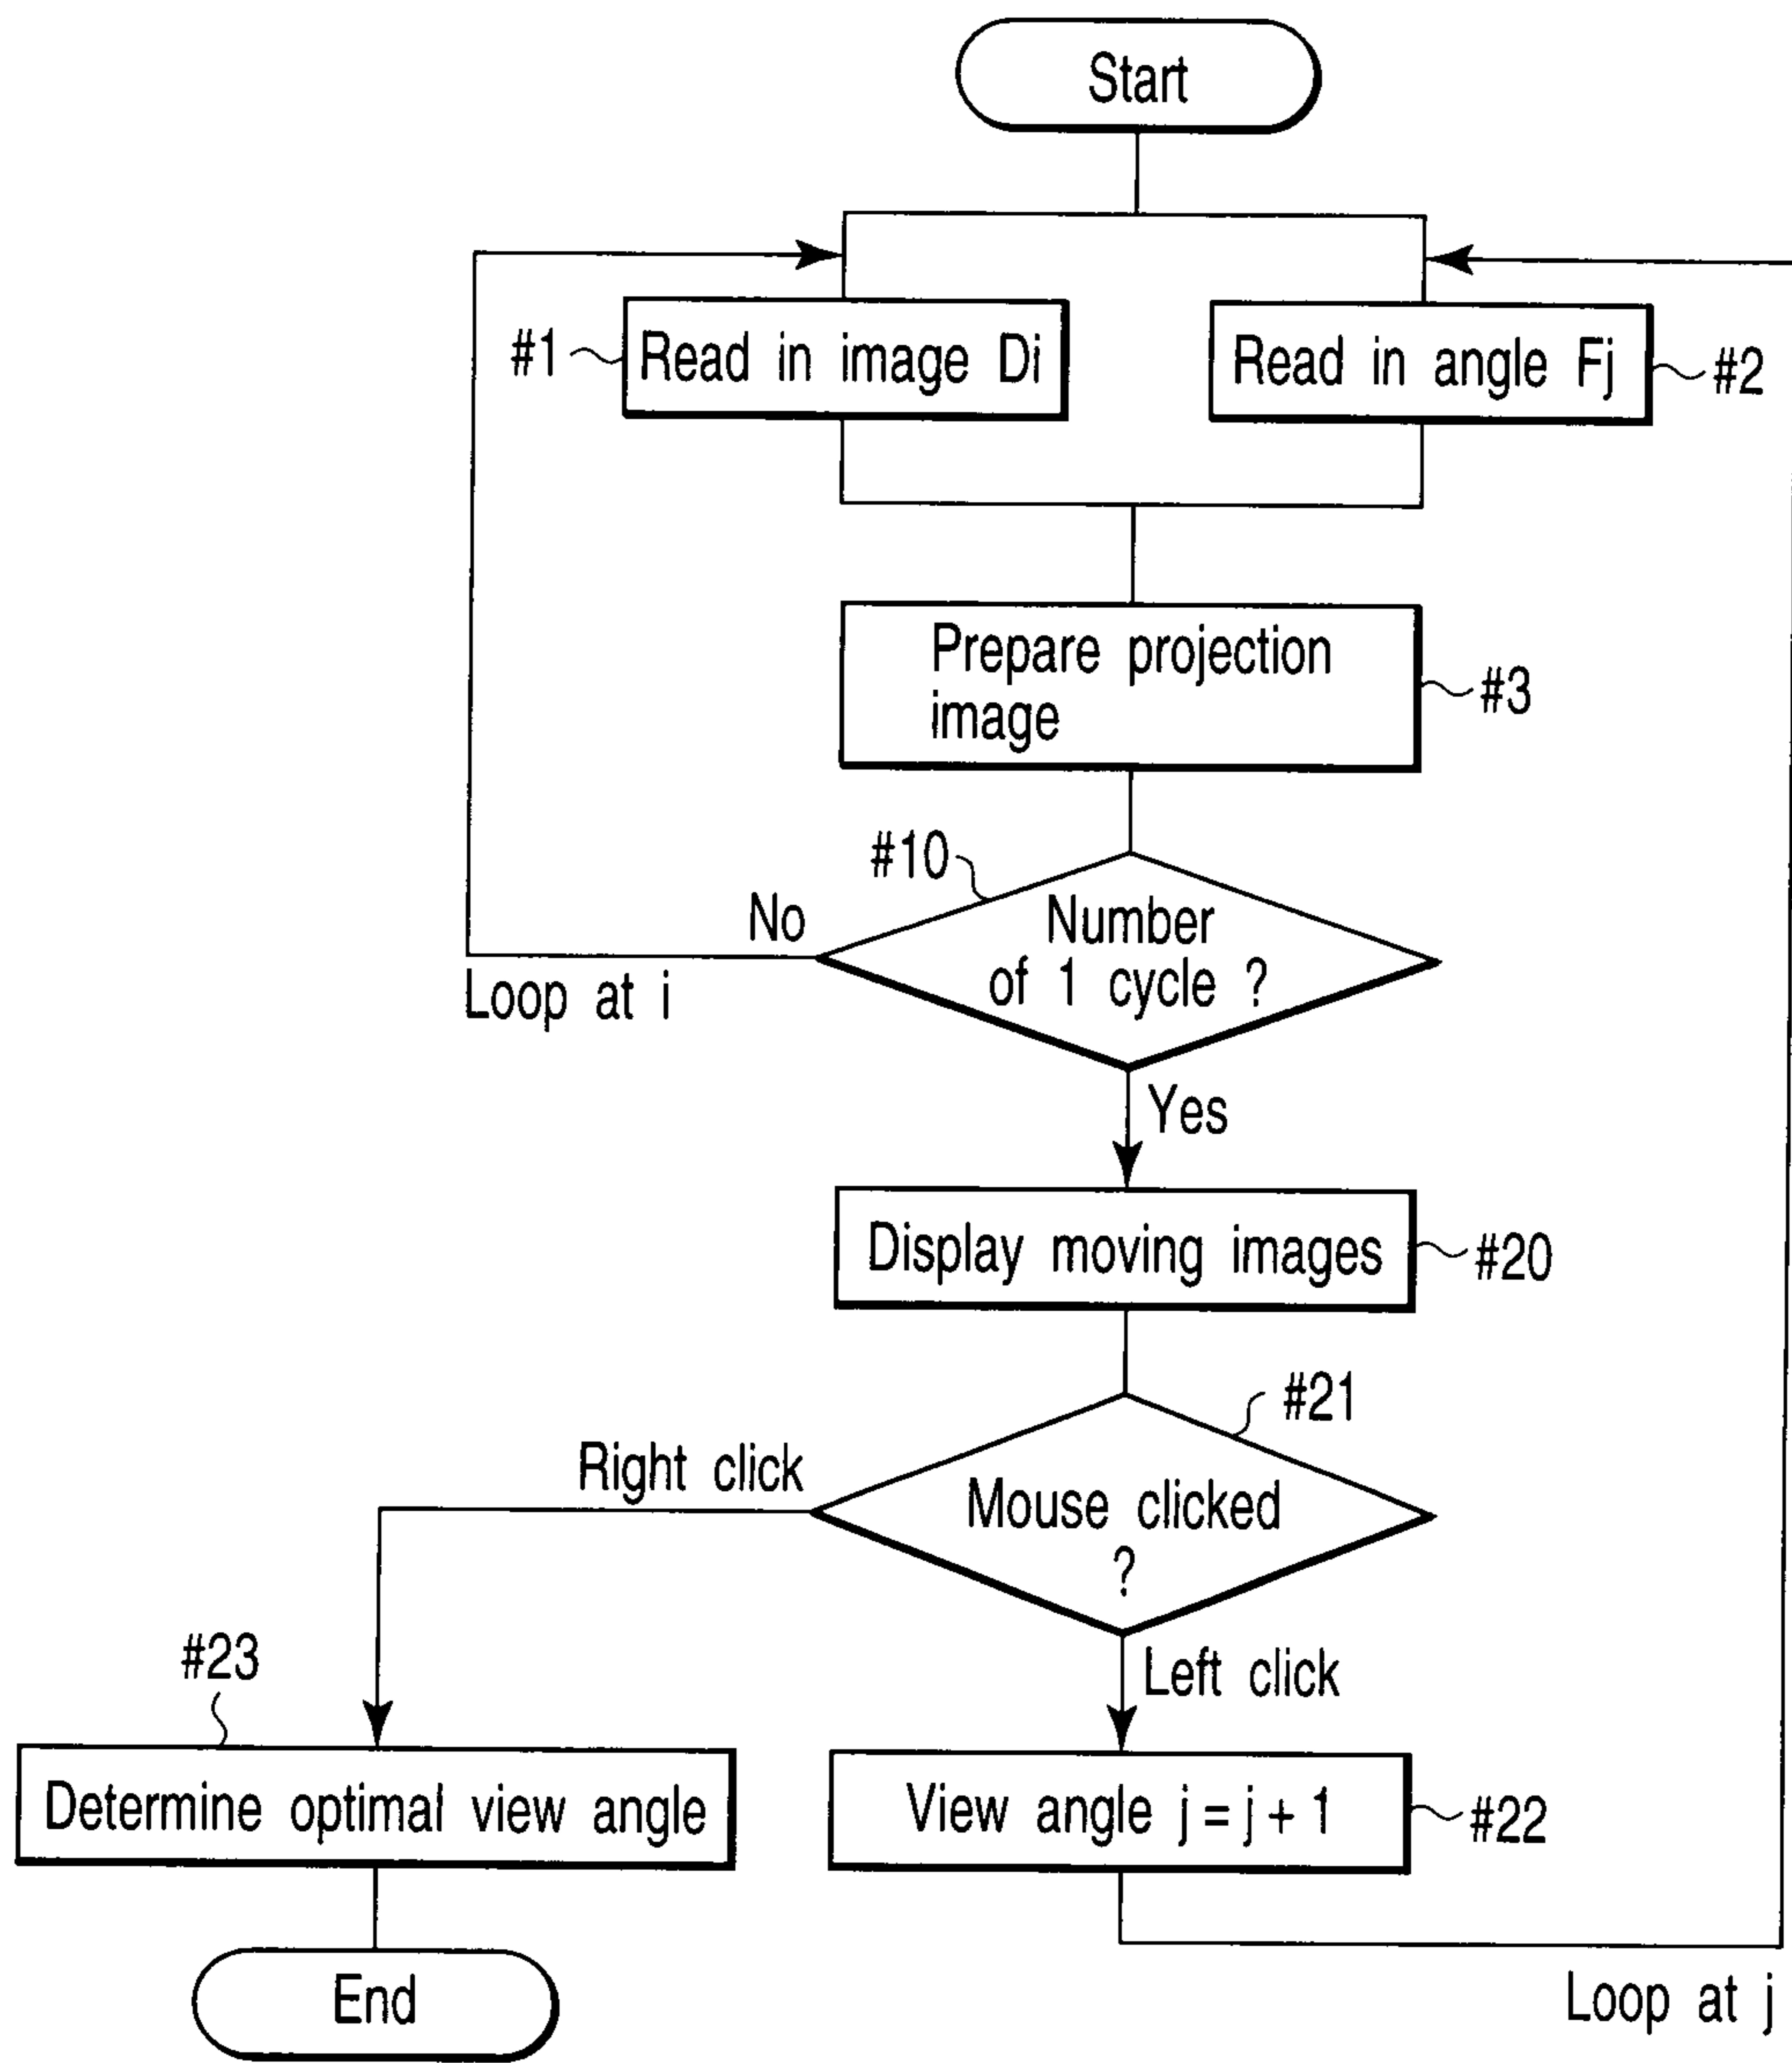 Start
#1
Read in image Di
Read in angle Fj
#2
Prepare projection
image
#3
#10
No
Number
of 1 cycle ?
Loop at i
Yes
Display moving images
#20
#21
Right click
Mouse clicked
?
#23
Left click
Determine optimal view angle
View angle j = j + 1
#22
End
Loop at j